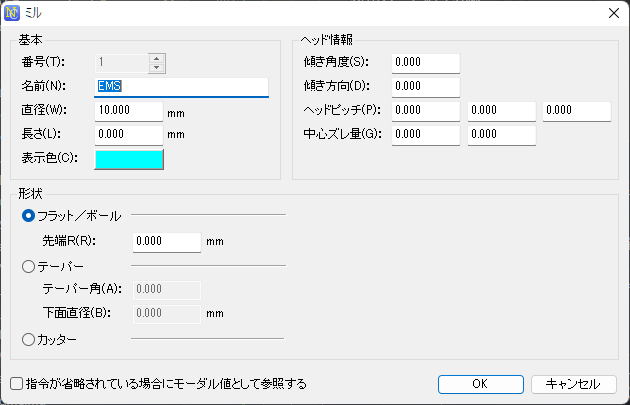 ミル
基本
番号(T): 1
名前(N): EMS
直径(W): 10.000 mm
長さ(L): 0.000 mm
表示色(C):
ヘッド情報
傾き角度(S): 0.000
傾き方向(D): 0.000
ヘッドピッチ(P): 0.000 0.000 0.000
中心ズレ量(G): 0.000 0.000
形状
フラット／ボール
先端R(R): 0.000 mm
テーパー
テーパー角(A): 0.000
下面直径(B): 0.000 mm
カッター
指令が省略されている場合にモーダル値として参照する
OK キャンセル